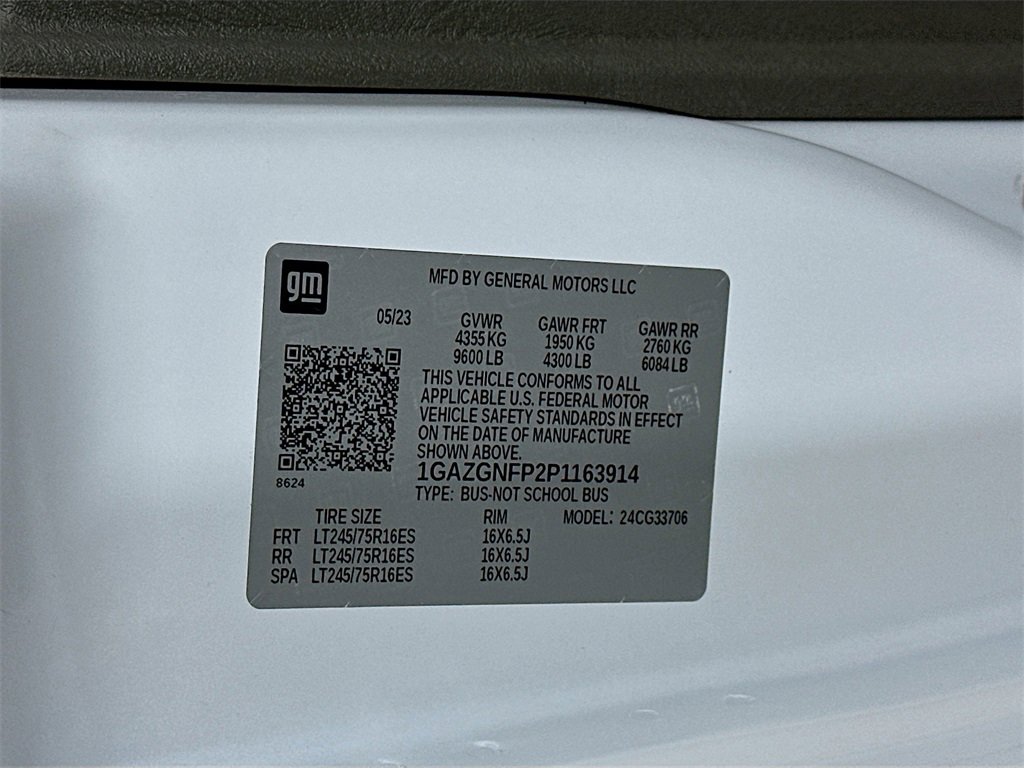 gm
MFD BY GENERAL MOTORS LLC
05/23 GVWR GAWR FRT GAWR RR
4355 KG 1950 KG 2760 KG
9600 LB 4300 LB 6084 LB
THIS VEHICLE CONFORMS TO ALL
APPLICABLE U.S. FEDERAL MOTOR
VEHICLE SAFETY STANDARDS IN EFFECT
ON THE DATE OF MANUFACTURE
SHOWN ABOVE.
8624
1GAZGNFP2P1163914
TYPE: BUS-NOT SCHOOL BUS
TIRE SIZE RIM MODEL: 24CG33706
FRT LT245/75R16ES 16X6.5J
RR LT245/75R16ES 16X6.5J
SPA LT245/75R16ES 16X6.5J